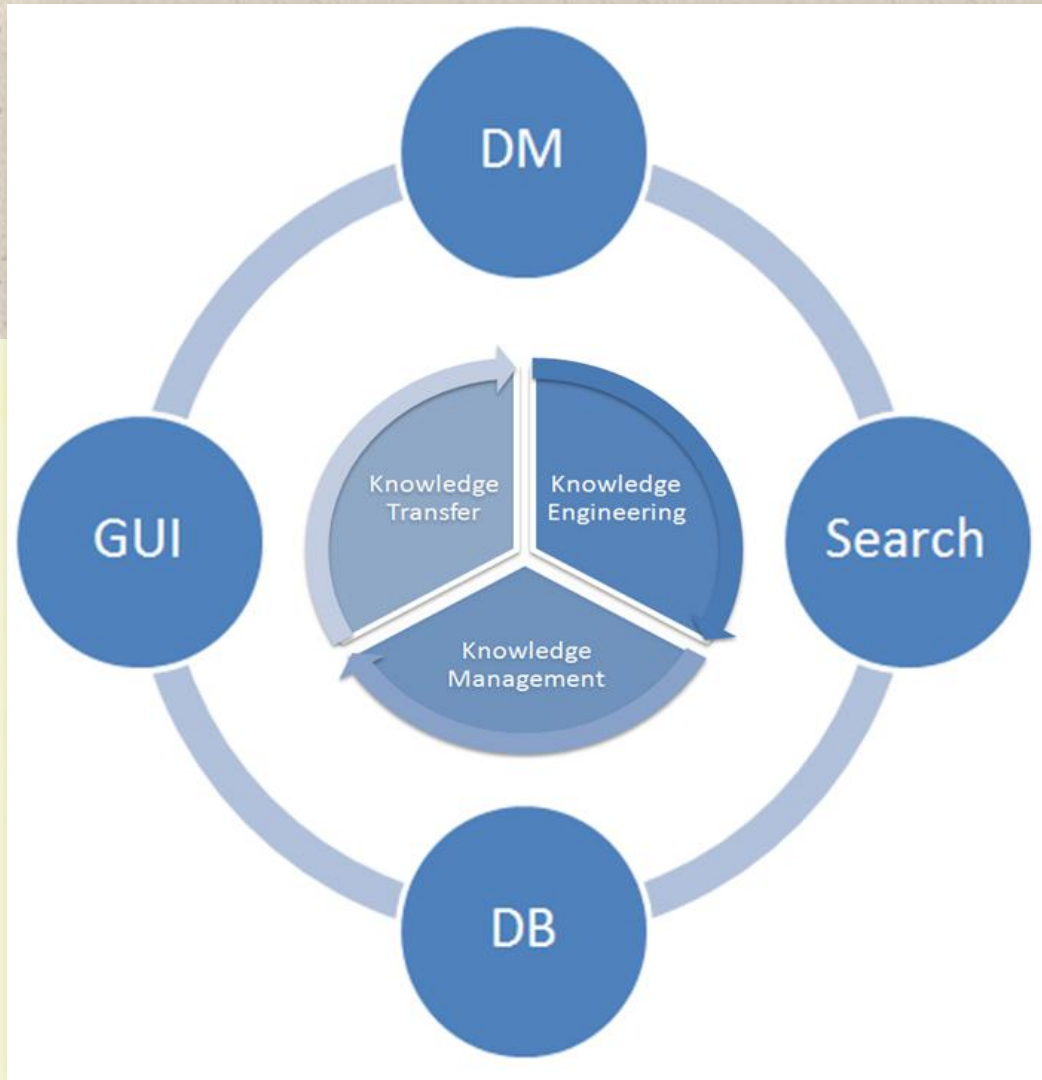 DM
GUI
Knowledge
Transfer
Knowledge
Engineering
Search
Knowledge
Management
DB